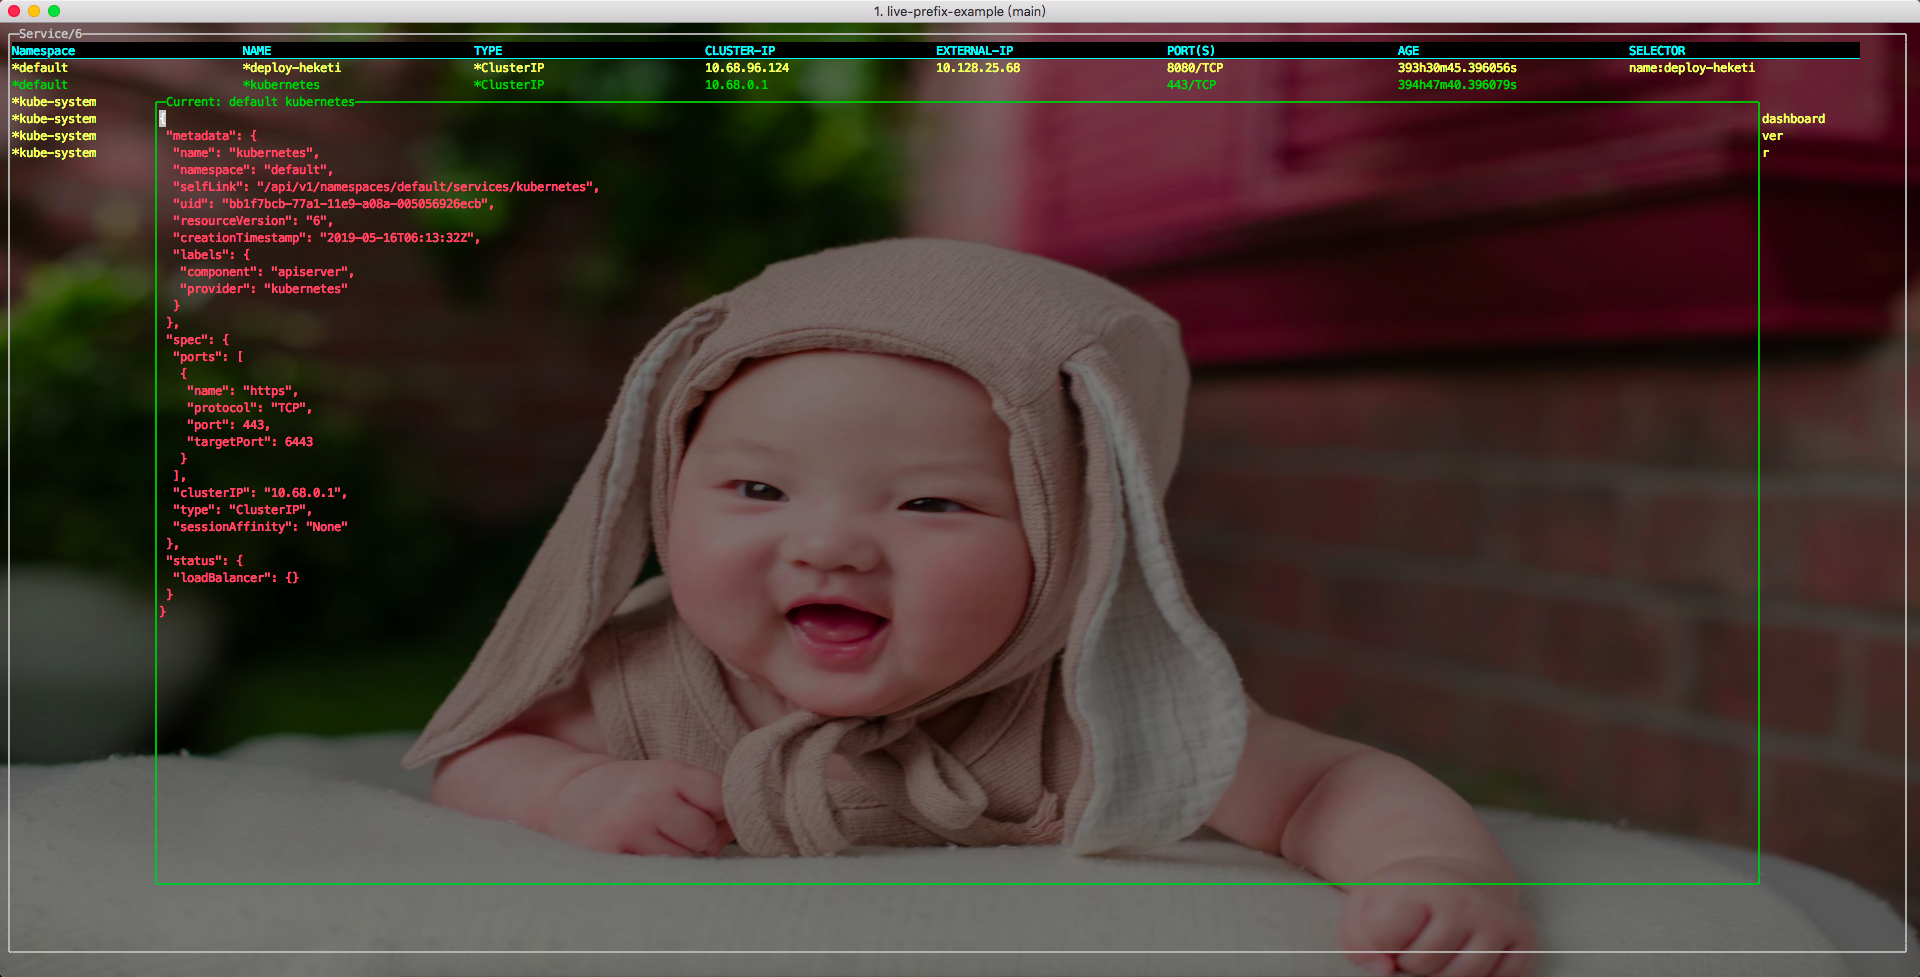 1. live-prefix-example (main)
Service/6
Namespace NAME TYPE CLUSTER-IP EXTERNAL-IP PORT(S) AGE SELECTOR
*default *deploy-heketi *ClusterIP 10.68.96.124 10.128.25.68 8080/TCP 393h30m45.396056s name:deploy-heketi
*default *kubernetes *ClusterIP 10.68.0.1 443/TCP 394h47m40.396079s
*kube-system Current: default kubernetes
*kube-system { dashboard
*kube-system "metadata": { ver
*kube-system "name": "kubernetes", r
"namespace": "default",
"selfLink": "/api/v1/namespaces/default/services/kubernetes",
"uid": "bb1f7bcb-77a1-11e9-a08a-005056926ecb",
"resourceVersion": "6",
"creationTimestamp": "2019-05-16T06:13:32Z",
"labels": {
"component": "apiserver",
"provider": "kubernetes"
}
},
"spec": {
"ports": [
{
"name": "https",
"protocol": "TCP",
"port": 443,
"targetPort": 6443
}
],
"clusterIP": "10.68.0.1",
"type": "ClusterIP",
"sessionAffinity": "None"
},
"status": {
"loadBalancer": {}
}
}